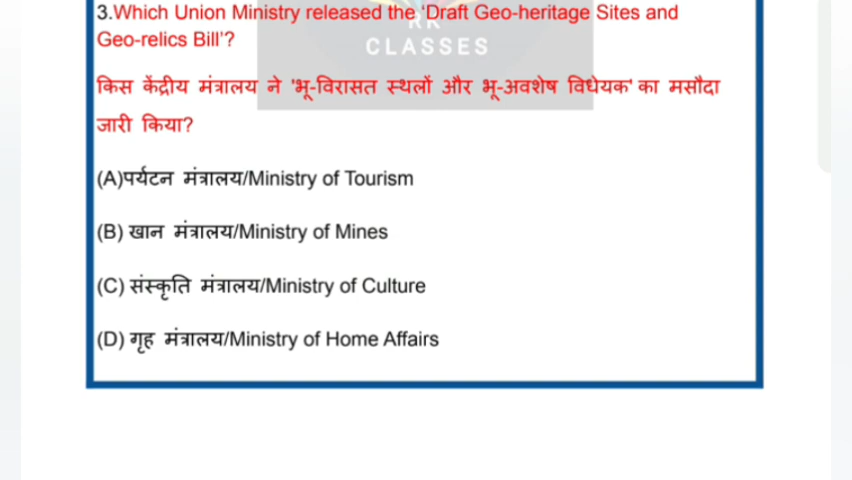 3.Which Union Ministry released the 'Draft Geo-heritage Sites and
Geo-relics Bill'?
RK
CLASSES
किस केंद्रीय मंत्रालय ने 'भू-विरासत स्थलों और भू-अवशेष विधेयक' का मसौदा
जारी किया?
(A)पर्यटन मंत्रालय/Ministry of Tourism
(B) खान मंत्रालय/Ministry of Mines
(C) संस्कृति मंत्रालय/Ministry of Culture
(D) गृह मंत्रालय/Ministry of Home Affairs